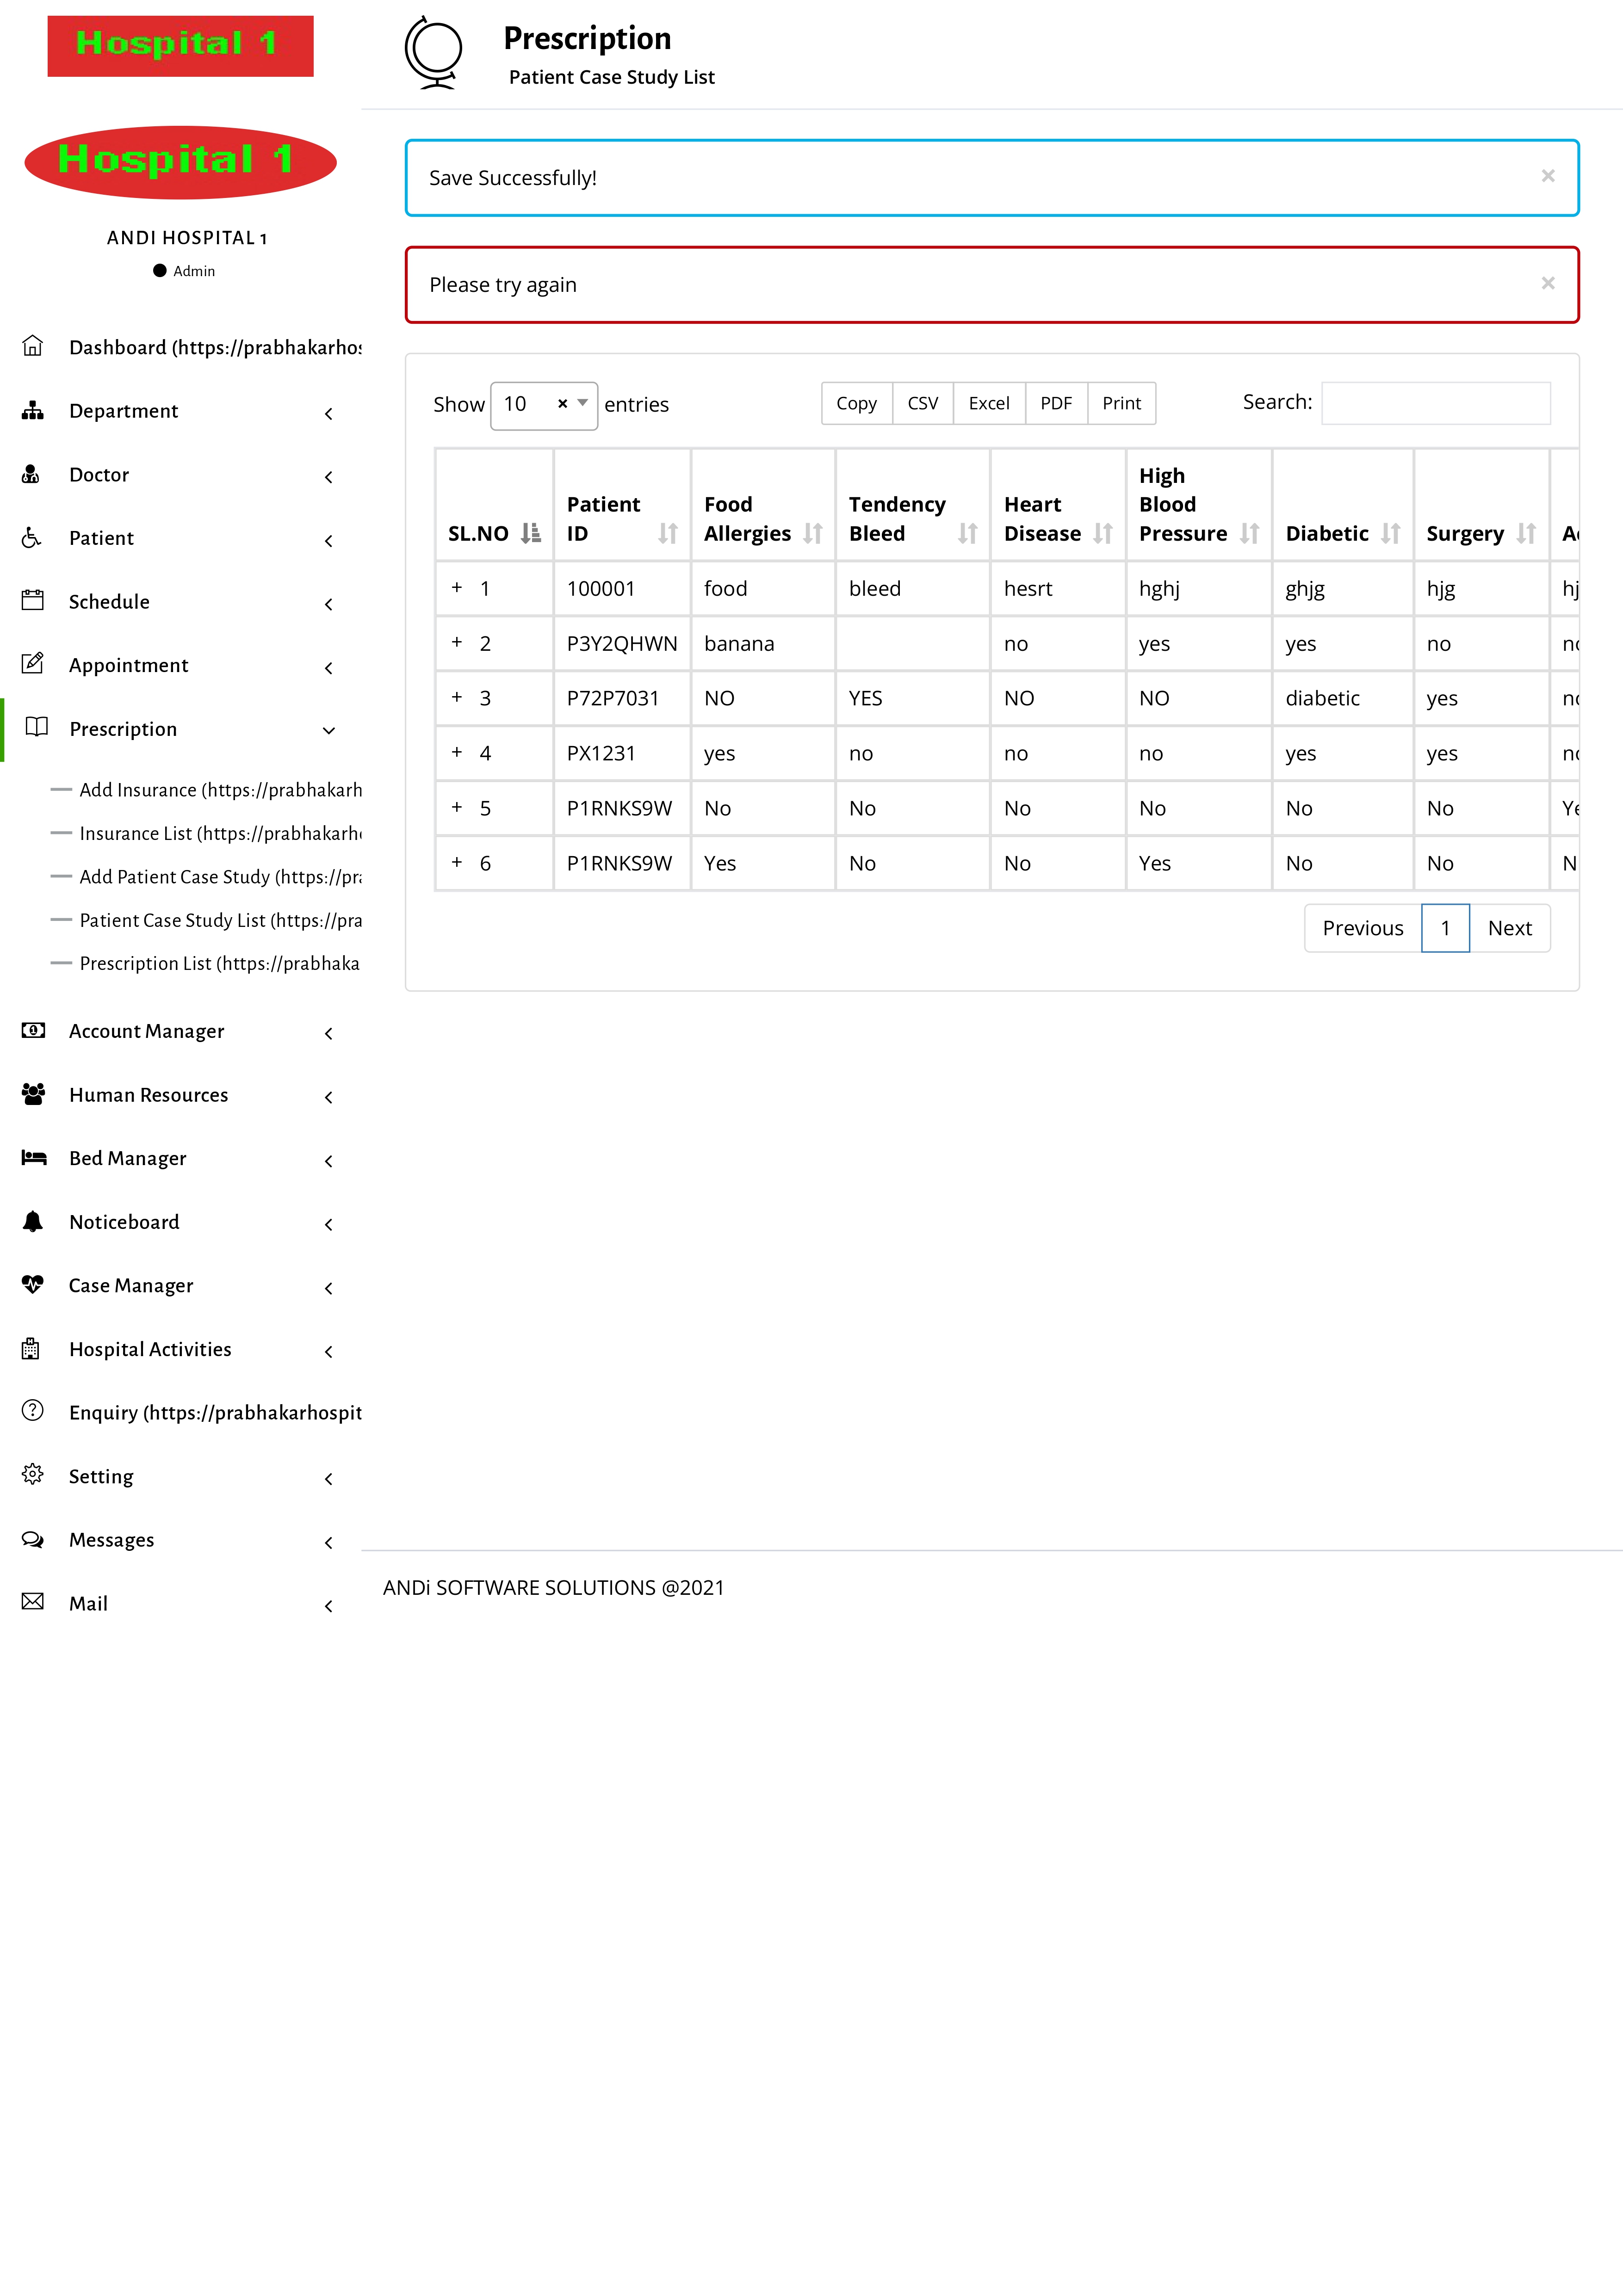 Hospital 1
Hospital 1
ANDI HOSPITAL 1
Admin
Dashboard (https://prabhakarhos
Department
Doctor
Patient
Schedule
Appointment
Prescription
Add Insurance (https://prabhakarh
Insurance List (https://prabhakarh
Add Patient Case Study (https://pra
Patient Case Study List (https://pra
Prescription List (https://prabhaka
Account Manager
Human Resources
Bed Manager
Noticeboard
Case Manager
Hospital Activities
Enquiry (https://prabhakarhospit
Setting
Messages
Mail
Prescription
Patient Case Study List
Save Successfully! ×
Please try again ×
Show 10 × entries Copy CSV Excel PDF Print Search:
SL.NO Patient ID Food Allergies Tendency Bleed Heart Disease High Blood Pressure Diabetic Surgery
+ 1 100001 food bleed hesrt hghj ghjg hjg hj
+ 2 P3Y2QHWN banana no yes yes no no
+ 3 P72P7031 NO YES NO NO diabetic yes no
+ 4 PX1231 yes no no no yes yes no
+ 5 P1RNKS9W No No No No No No Ye
+ 6 P1RNKS9W Yes No No Yes No No N
Previous 1 Next
ANDi SOFTWARE SOLUTIONS @2021